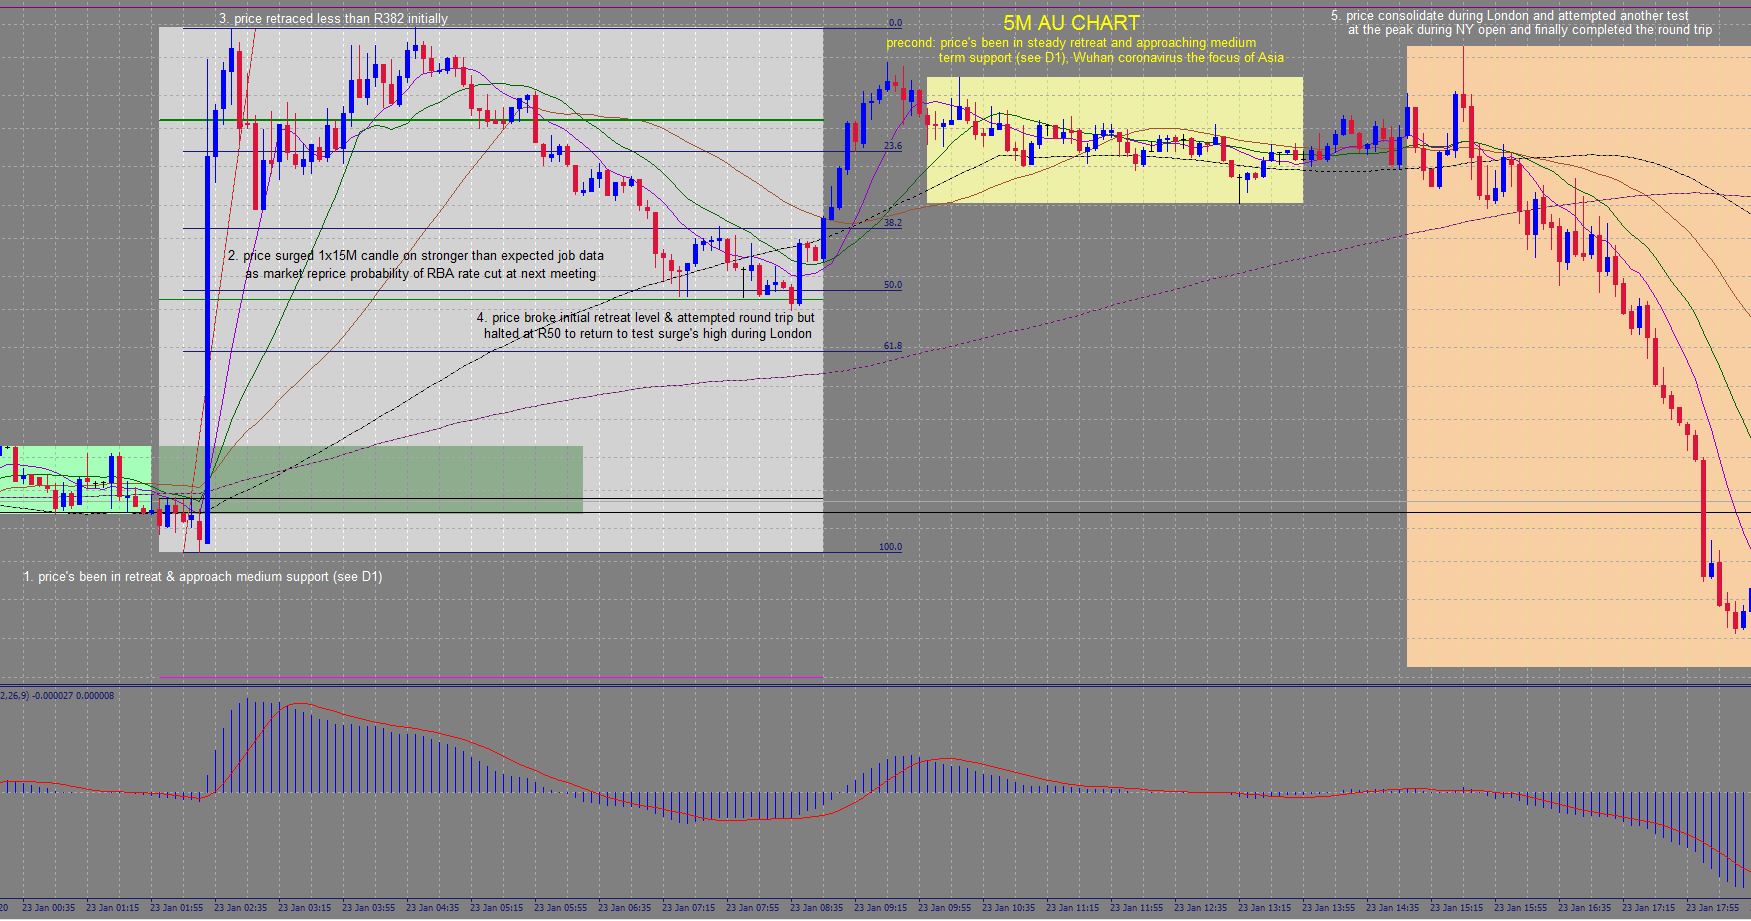 3. price retraced less than R382 initially
0.0
5M AU CHART
precond: price's been in steady retreat and approaching medium
term support (see D1), Wuhan coronavirus the focus of Asia
5. price consolidate during London and attempted another test
at the peak during NY open and finally completed the round trip
23.6
38.2
2. price surged 1x15M candle on stronger than expected job data
as market reprice probability of RBA rate cut at next meeting
50.0
4. price broke initial retreat level & attempted round trip but
halted at R50 to return to test surge's high during London
61.8
100.0
1. price's been in retreat & approach medium support (see D1)
2,26,9) -0.000027 0.000008
20 23 Jan 00:35 23 Jan 01:15 23 Jan 01:55 23 Jan 02:35 23 Jan 03:15 23 Jan 03:55 23 Jan 04:35 23 Jan 05:15 23 Jan 05:55 23 Jan 06:35 23 Jan 07:15 23 Jan 07:55 23 Jan 08:35 23 Jan 09:15 23 Jan 09:55 23 Jan 10:35 23 Jan 11:15 23 Jan 11:55 23 Jan 12:35 23 Jan 13:15 23 Jan 13:55 23 Jan 14:35 23 Jan 15:15 23 Jan 15:55 23 Jan 16:35 23 Jan 17:15 23 Jan 17:55